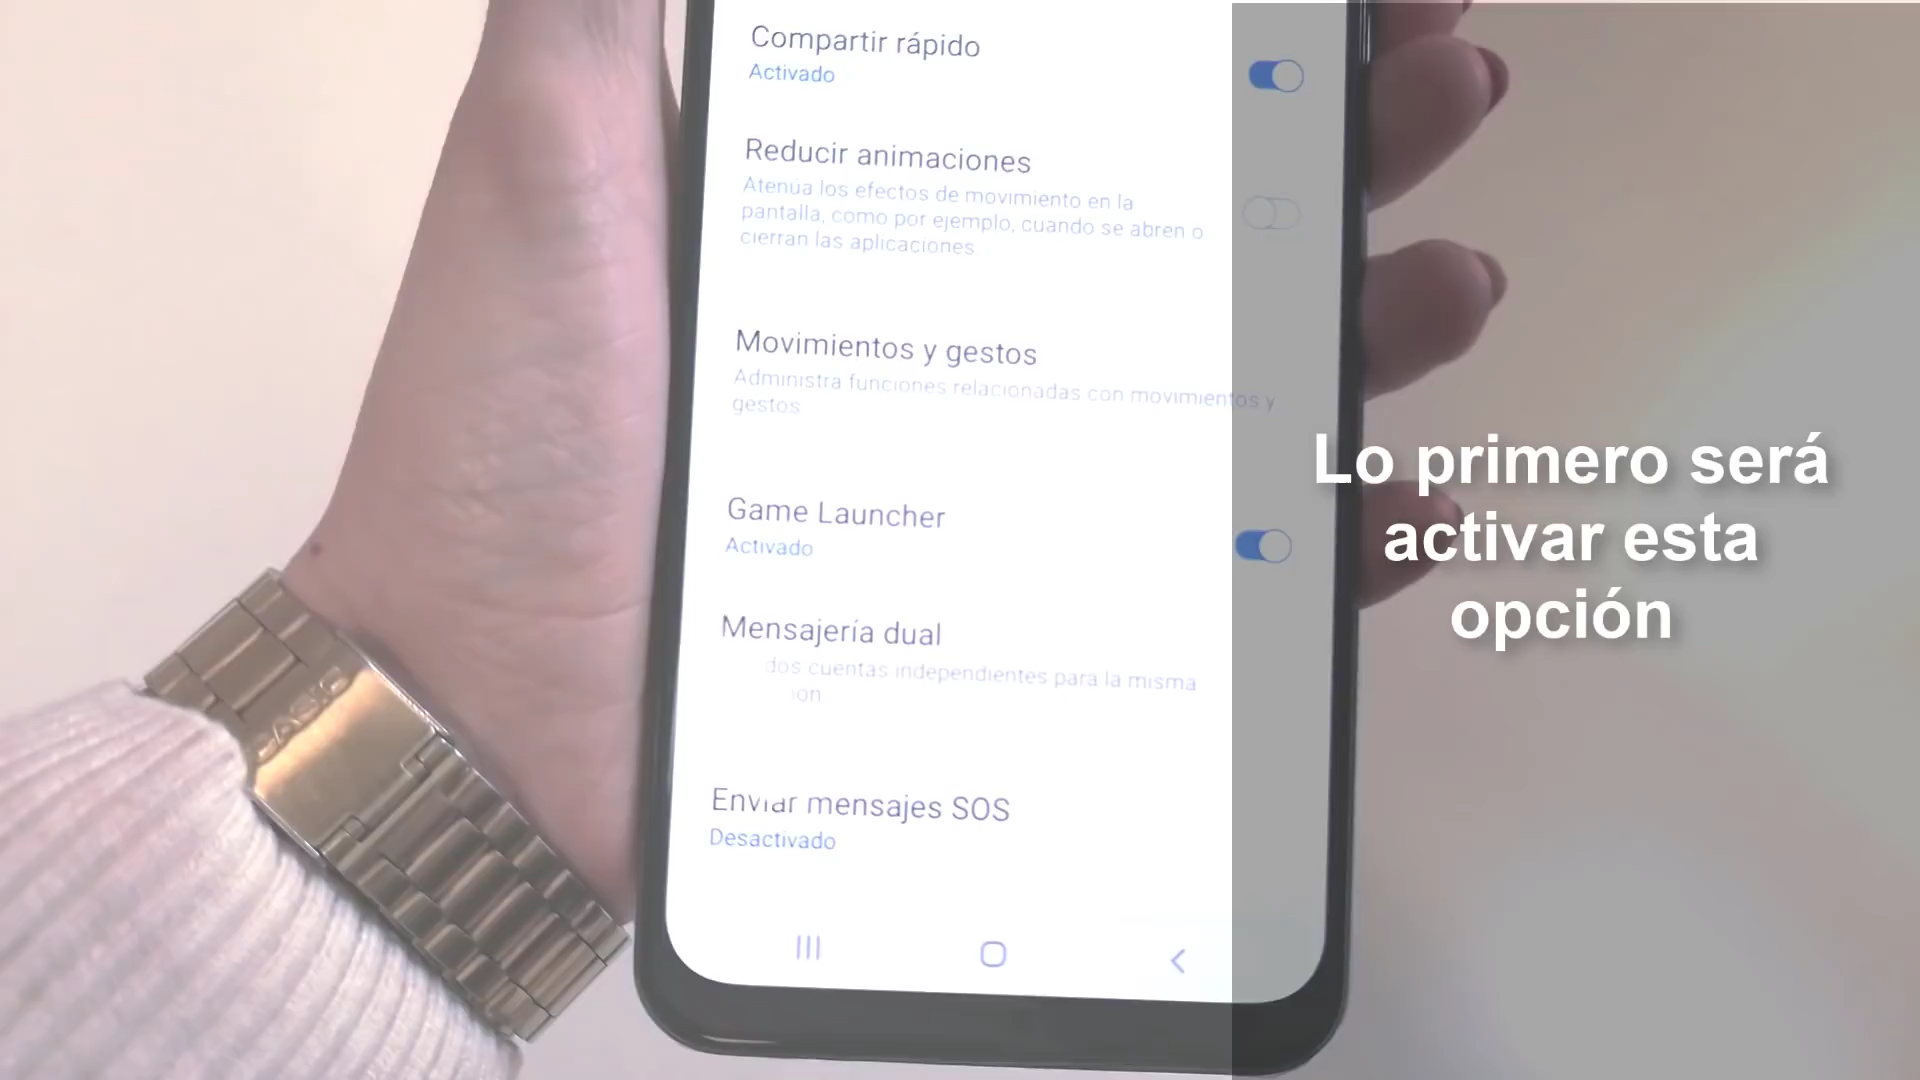 Compartir rápido
Activado
Reducir animaciones
Atenúa los efectos de movimiento en la
pantalla, como por ejemplo, cuando se abren o
cierran las aplicaciones.
Movimientos y gestos
Administra funciones relacionadas con movimientos y
gestos
Game Launcher
Activado
Mensajería dual
dos cuentas independientes para la misma
Enviar mensajes SOS
Desactivado
Lo primero será
activar esta
opción
CASIO